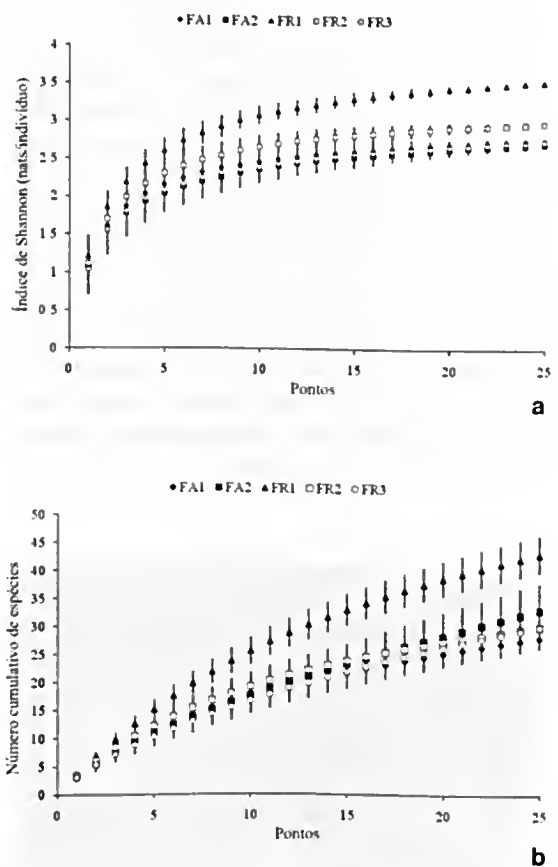 FA1 FA2 FR1 FR2 FR3
Índice de Shannon (nats/indivíduo)
4
3 5
3
2 5
2
1 5
1
0 5
0
0 5 10 15 20 25
Pontos
a
FA1 FA2 FR1 FR2 FR3
Número cumulativo de espécies
50
45
40
35
30
25
20
15
10
5
0
0 5 10 15 20 25
Pontos
b